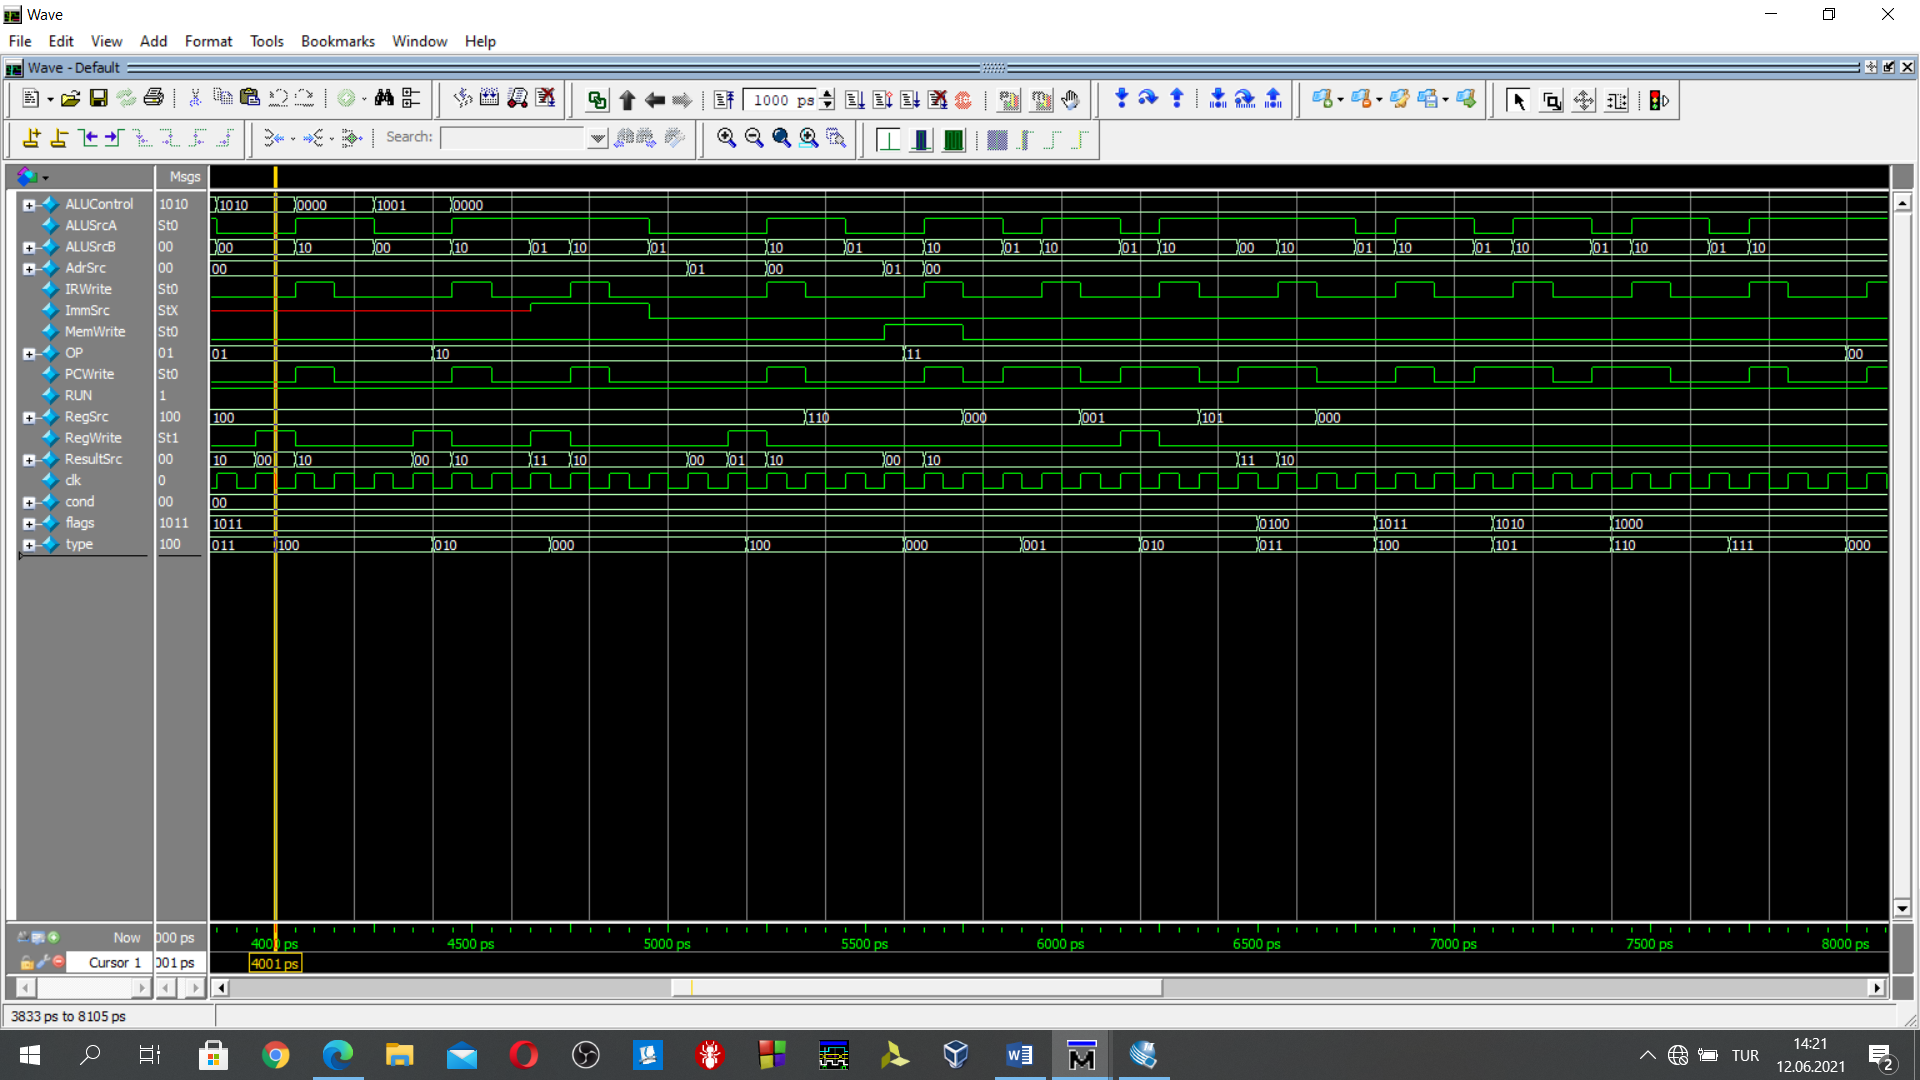 Wave
File Edit View Add Format Tools Bookmarks Window Help
Wave - Default
1000 ps
Search:
Msgs
ALUControl 1010 1010 0000 1001 0000
ALUSrcA St0
ALUSrcB 00 00 10 00 10 01 10 01 10 01 10 01 10 01 10 00 10 01 10 01 10 01 10 01 10
AdrSrc 00 00 01 00 01 00
IRWrite St0
ImmSrc StX
MemWrite St0
OP 01 01 10 11 00
PCWrite St0
RUN 1
RegSrc 100 100 110 000 001 101 000
RegWrite St1
ResultSrc 00 10 00 10 00 10 11 10 00 01 10 00 10 11 10
clk 0
cond 00 00
flags 1011 1011 0100 1011 1010 1000
type 100 011 100 010 000 100 000 001 010 011 100 101 110 111 000
Now 000 ps 4000 ps 4500 ps 5000 ps 5500 ps 6000 ps 6500 ps 7000 ps 7500 ps 8000 ps
Cursor 1 001 ps 4001 ps
3833 ps to 8105 ps
TUR
14:21
12.06.2021
2